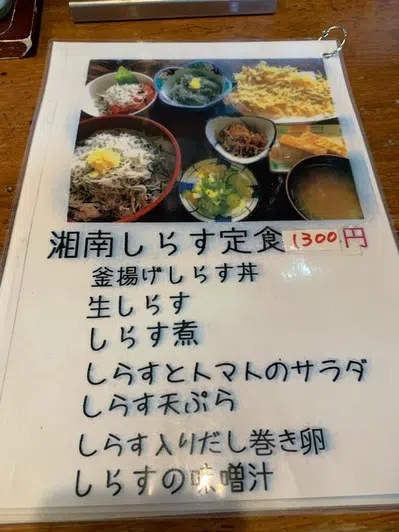 湘南しらす定食 1300円
釜揚げしらす丼
生しらす
しらす煮
しらすとトマトのサラダ
しらす天ぷら
しらす入りだし巻き卵
しらすの味噌汁